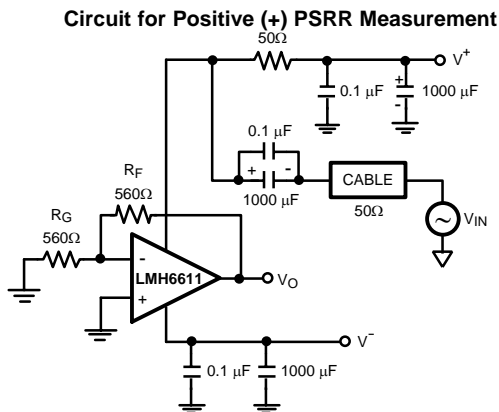 Circuit for Positive (+) PSRR Measurement
50Ω
V+
0.1 μF
+
-
1000 μF
0.1 μF
+
-
1000 μF
CABLE
50Ω
VIN
RF
560Ω
RG
560Ω
-
LMH6611
+
VO
V-
0.1 μF
1000 μF